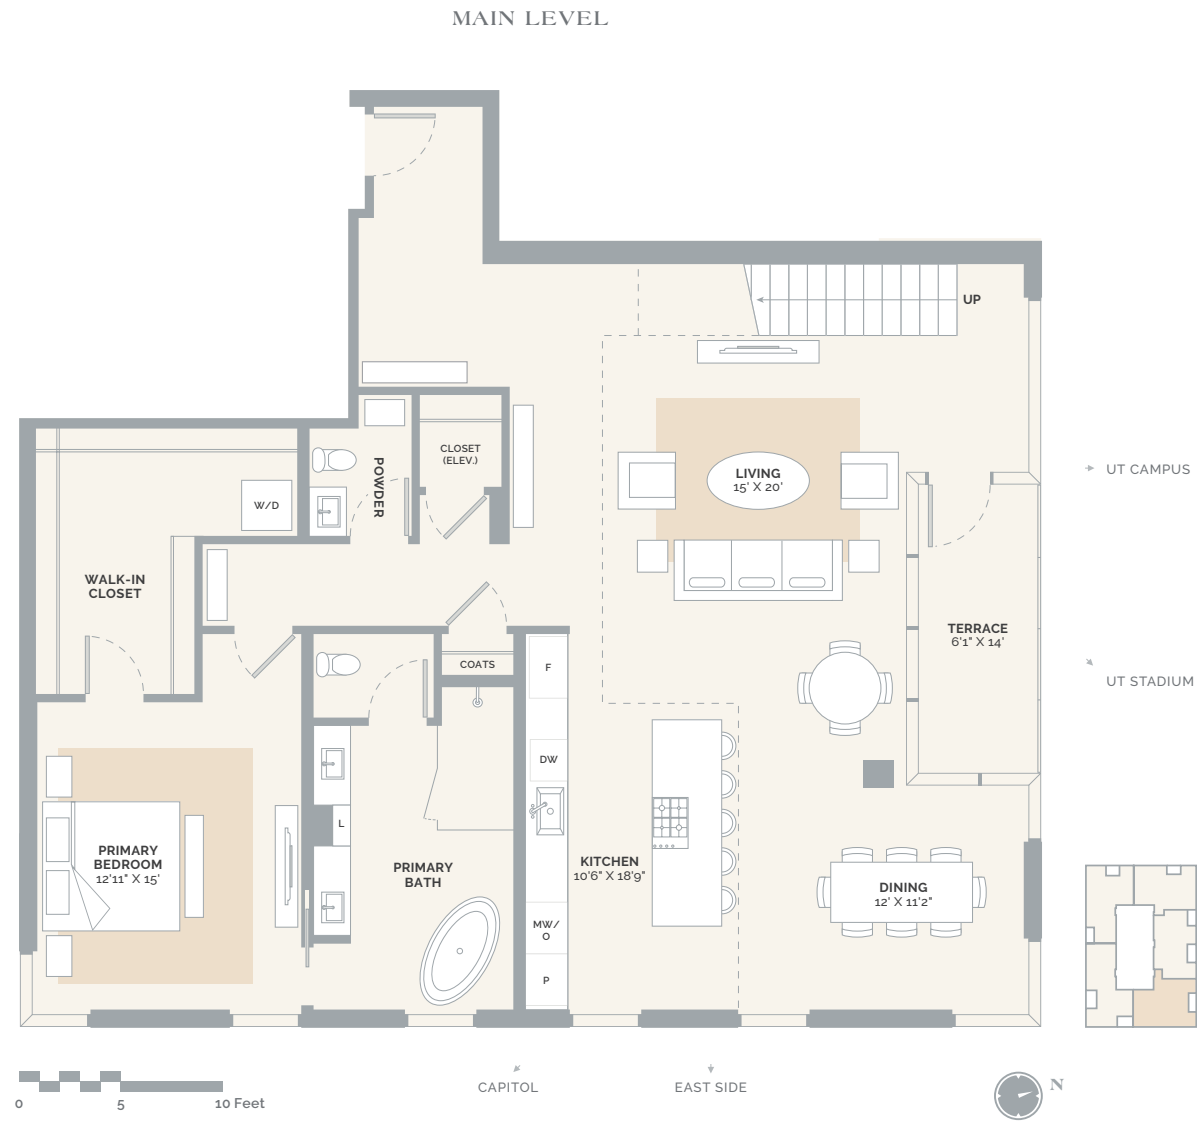 MAIN LEVEL
UP
CLOSET
(ELEV.)
POWDER
LIVING
15' X 20'
W/D
UT CAMPUS
WALK-IN
CLOSET
TERRACE
6'1" X 14'
COATS
F
UT STADIUM
DW
L
PRIMARY
BEDROOM
12'11" X 15'
PRIMARY
BATH
KITCHEN
10'6" X 18'9"
DINING
12' X 11'2"
MW/
O
P
CAPITOL
EAST SIDE
N
0 5 10 Feet